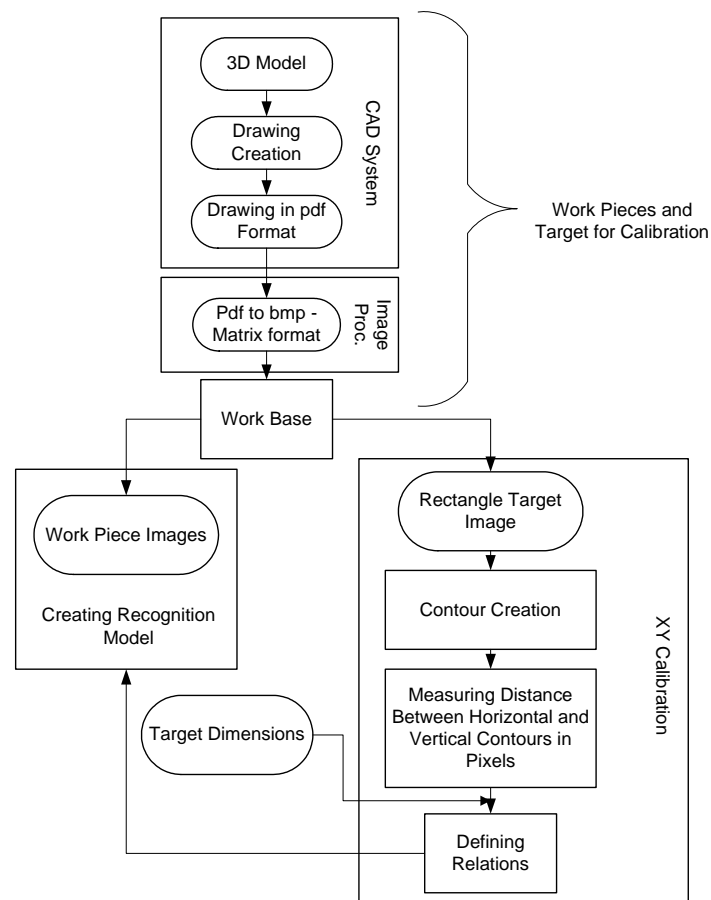 3D Model
Drawing
Creation
Drawing in pdf
Format
CAD System
Work Pieces and
Target for Calibration
Pdf to bmp -
Matrix format
Image
Proc.
Work Base
Work Piece Images
Creating Recognition
Model
Rectangle Target
Image
Contour Creation
Measuring Distance
Between Horizontal and
Vertical Contours in
Pixels
XY Calibration
Target Dimensions
Defining
Relations